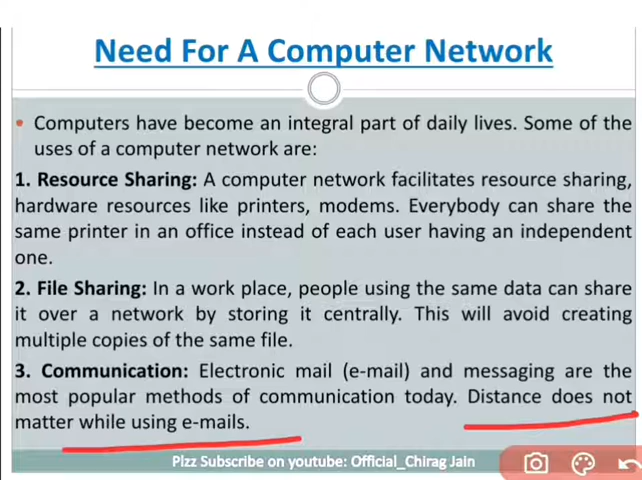 Need For A Computer Network
• Computers have become an integral part of daily lives. Some of the
uses of a computer network are:
1. Resource Sharing: A computer network facilitates resource sharing,
hardware resources like printers, modems. Everybody can share the
same printer in an office instead of each user having an independent
one.
2. File Sharing: In a work place, people using the same data can share
it over a network by storing it centrally. This will avoid creating
multiple copies of the same file.
3. Communication: Electronic mail (e-mail) and messaging are the
most popular methods of communication today. Distance does not
matter while using e-mails.
Plzz Subscribe on youtube: Official_Chirag Jain